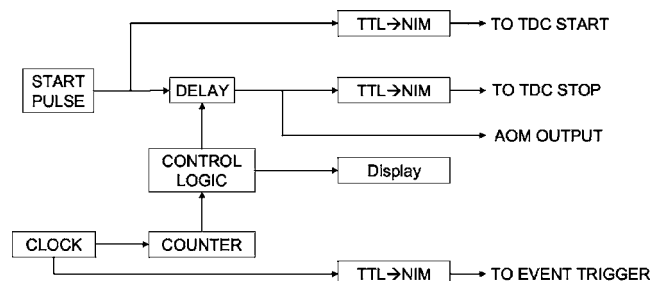 TTL→NIM
TO TDC START
START
PULSE
DELAY
TTL→NIM
TO TDC STOP
AOM OUTPUT
CONTROL
LOGIC
Display
CLOCK
COUNTER
TTL→NIM
TO EVENT TRIGGER